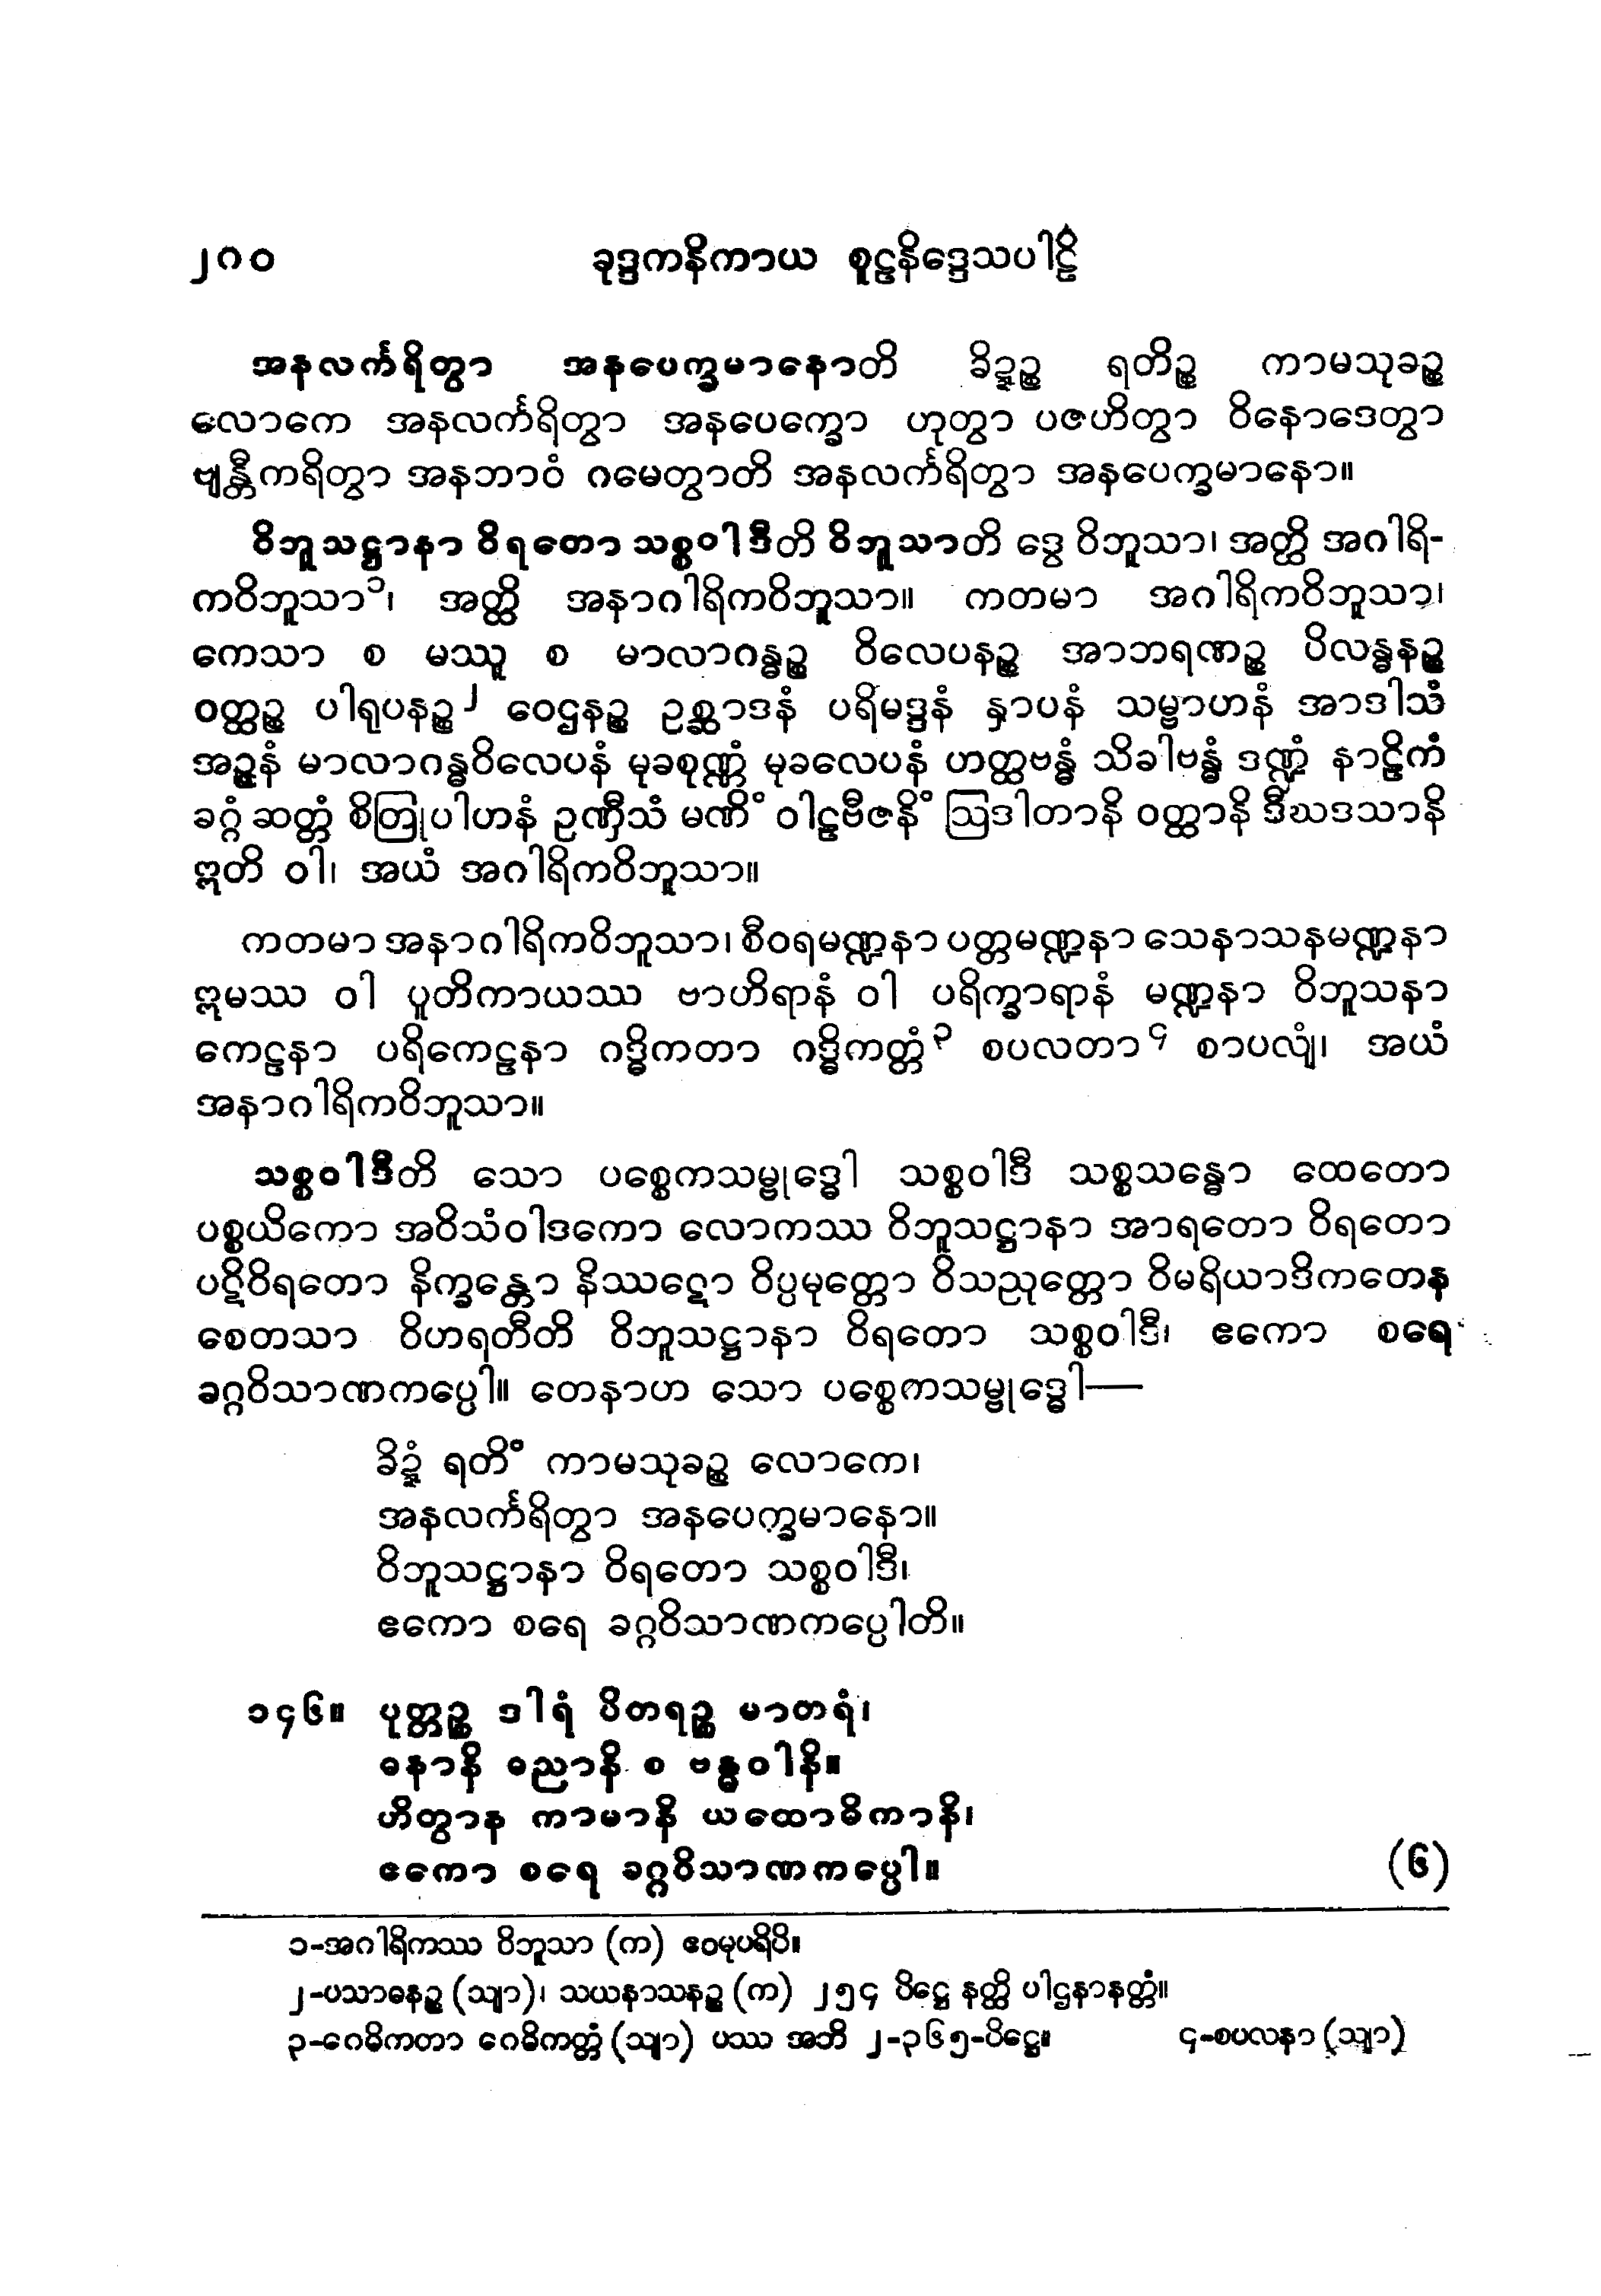 ၂၈၀ ခုဒ္ဒကနိကာယ စူဠနိဒ္ဒေသပါဠိ
အနလင်္ကရိတွာ အနပေက္ခမာနောတိ ခိဍ္ဍဉ္စ ရတိဉ္စ ကာမသုခဉ္စ
လောကေ အနလင်္ကရိတွာ အနပေက္ခော ဟုတွာ ပဇဟိတွာ ဝိနောဒေတွာ
ဗျန္တီကရိတွာ အနဘာဝံ ဂမေတွာတိ အနလင်္ကရိတွာ အနပေက္ခမာနော။
ဝိဘူသဋ္ဌာနာ ဝိရတော သစ္စဝါဒီတိ ဝိဘူသာတိ ဒွေ ဝိဘူသာ၊ အတ္ထိ အဂါရိ-
ကဝိဘူသာ၁၊ အတ္ထိ အနာဂါရိကဝိဘူသာ။ ကတမာ အဂါရိကဝိဘူသာ၊
ကေသာ စ မဿူ စ မာလာဂန္ဓဉ္စ ဝိလေပနဉ္စ အာဘရဏဉ္စ ပိလန္ဓနဉ္စ
ဝတ္ထဉ္စ ပါရုပနဉ္စ၂ ဝေဌနဉ္စ ဥစ္ဆာဒနံ ပရိမဒ္ဒနံ နှာပနံ သမ္ဗာဟနံ အာဒါသံ
အဉ္ဇနံ မာလာဂန္ဓဝိလေပနံ မုခစုဏ္ဏံ မုခလေပနံ ဟတ္ထဗန္ဓံ သိခါဗန္ဓံ ဒဏ္ဍံ နာဠိကံ
ခဂ္ဂံ ဆတ္တံ စိတြုပါဟနံ ဥဏှီသံ မဏိံ ဝါဠဗီဇနိံ ဩဒါတာနိ ဝတ္ထာနိ ဒီဃဒသာနိ
ဣတိ ဝါ၊ အယံ အဂါရိကဝိဘူသာ။
ကတမာ အနာဂါရိကဝိဘူသာ၊ စီဝရမဏ္ဍနာ ပတ္တမဏ္ဍနာ သေနာသနမဏ္ဍနာ
ဣမဿ ဝါ ပူတိကာယဿ ဗာဟိရာနံ ဝါ ပရိက္ခာရာနံ မဏ္ဍနာ ဝိဘူသနာ
ကေဠနာ ပရိကေဠနာ ဂဒ္ဓိကတာ ဂဒ္ဓိကတ္တံ၃ စပလတာ၄ စာပလျံ၊ အယံ
အနာဂါရိကဝိဘူသာ။
သစ္စဝါဒီတိ သော ပစ္စေကသမ္ဗုဒ္ဓေါ သစ္စဝါဒီ သစ္စသန္ဓော ထေတော
ပစ္စယိကော အဝိသံဝါဒကော လောကဿ ဝိဘူသဋ္ဌာနာ အာရတော ဝိရတော
ပဋိဝိရတော နိက္ခန္တော နိဿဋော ဝိပ္ပမုတ္တော ဝိသညုတ္တော ဝိမရိယာဒိကတေန
စေတသာ ဝိဟရတီတိ ဝိဘူသဋ္ဌာနာ ဝိရတော သစ္စဝါဒီ၊ ဧကော စရေ
ခဂ္ဂဝိသာဏကပ္ပေါ။ တေနာဟ သော ပစ္စေကသမ္ဗုဒ္ဓေါ—
ခိဍ္ဍံ ရတိံ ကာမသုခဉ္စ လောကေ၊
အနလင်္ကရိတွာ အနပေက္ခမာနော။
ဝိဘူသဋ္ဌာနာ ဝိရတော သစ္စဝါဒီ၊
ဧကော စရေ ခဂ္ဂဝိသာဏကပ္ပေါတိ။
၁၄၆။ ပုတ္တဉ္စ ဒါရံ ပိတရဉ္စ မာတရံ၊
ဓနာနိ ဓညာနိ စ ဗန္ဓဝါနိ။
ဟိတွာန ကာမာနိ ယထောဓိကာနိ၊
ဧကော စရေ ခဂ္ဂဝိသာဏကပ္ပေါ။ (၆)
၁-အဂါရိကဿ ဝိဘူသာ (က) ဧဝမုပရိပိ။
၂-ပသာဓနဉ္စ (သျာ)၊ သယနာသနဉ္စ (က) ၂၅၄ ပိဋ္ဌေ နတ္ထိ ပါဌနာနတ္တံ။
၃-ဂေဓိကတာ ဂေဓိကတ္တံ (သျာ) ပဿ အဘိ ၂-၃၆၅-ပိဋ္ဌေ။ ၄-စပလနာ (သျာ)